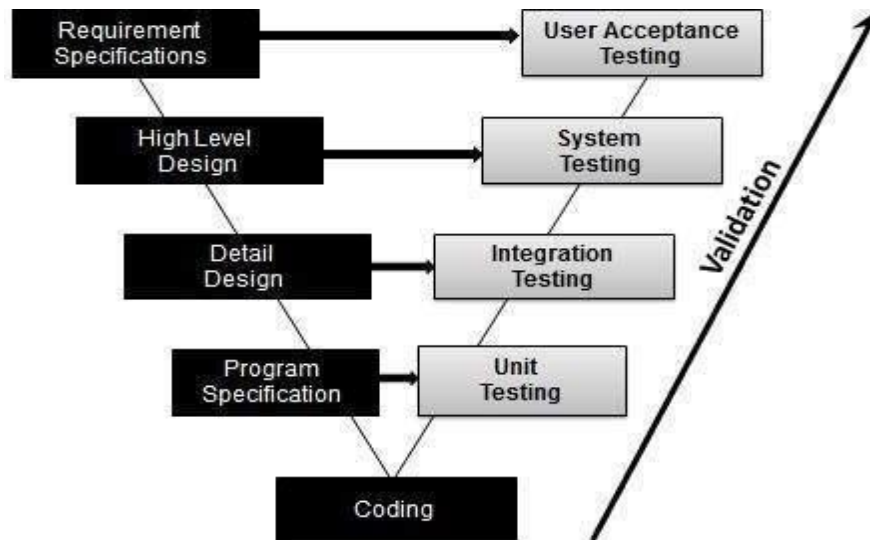 Requirement
Specifications
User Acceptance
Testing
High Level
Design
System
Testing
Detail
Design
Integration
Testing
Program
Specification
Unit
Testing
Coding
Validation